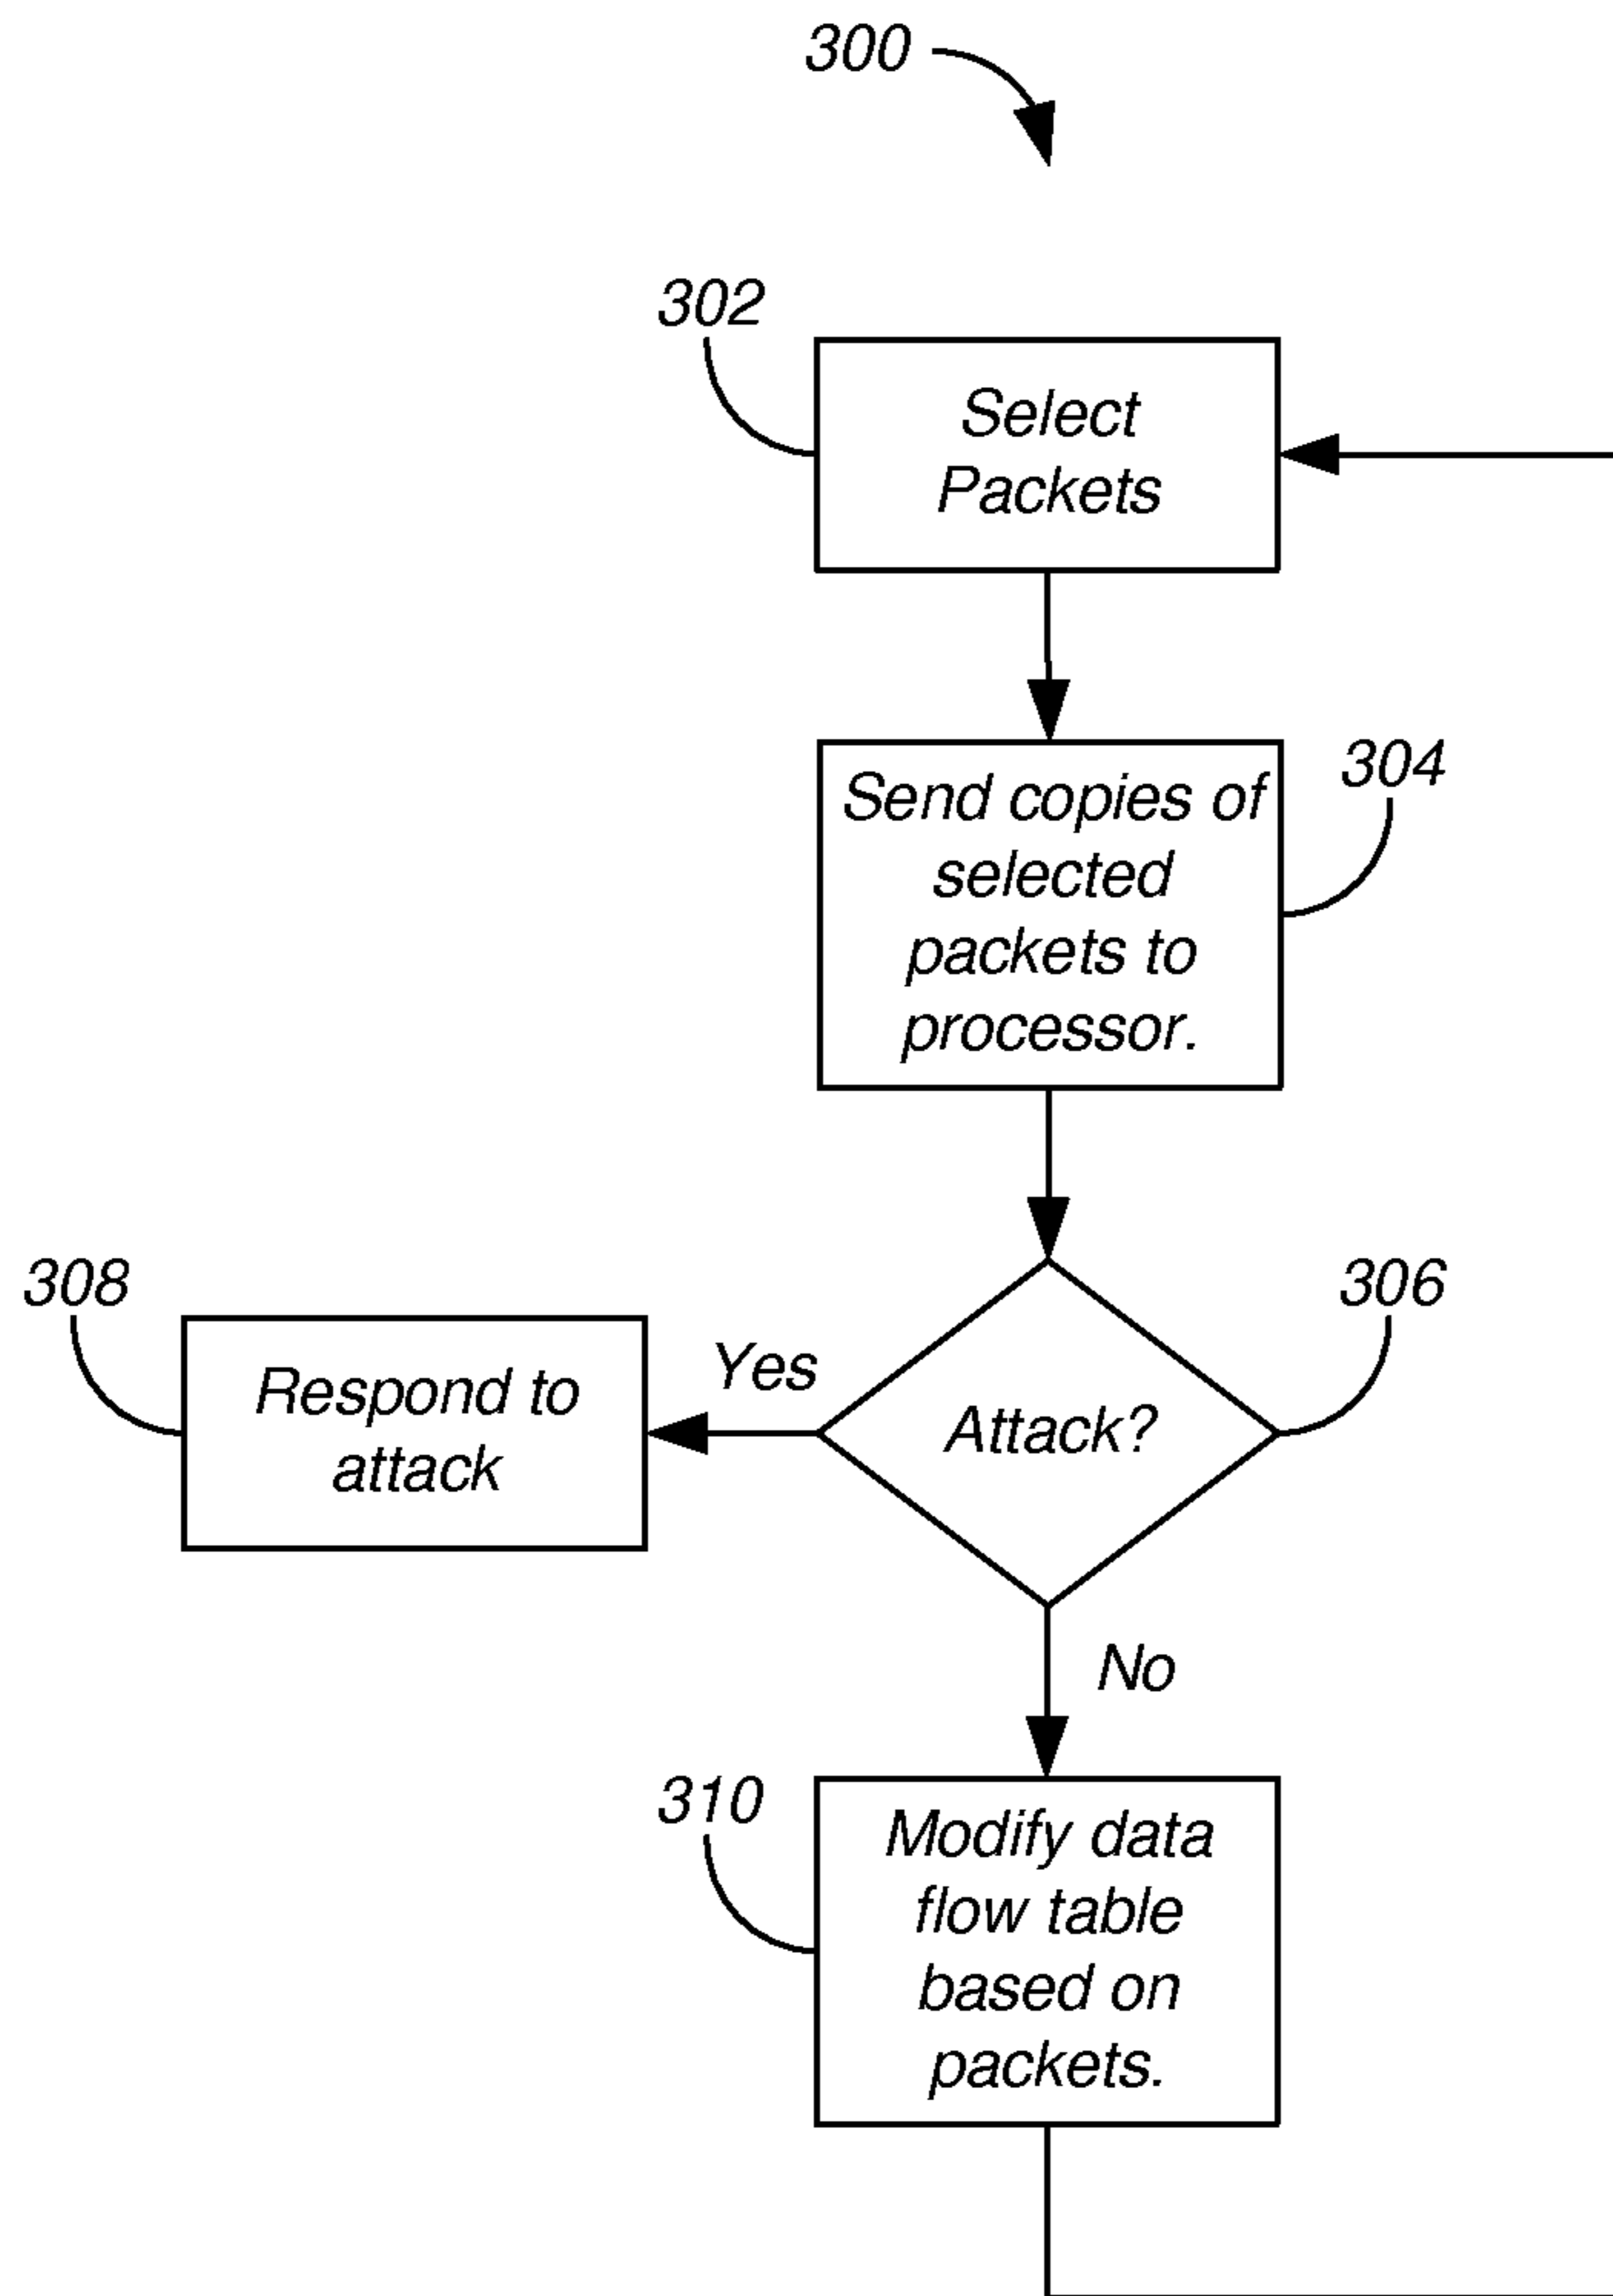 300
302
Select
Packets
304
Send copies of
selected
packets to
processor.
306
Attack?
Yes
308
Respond to
attack
No
310
Modify data
flow table
based on
packets.